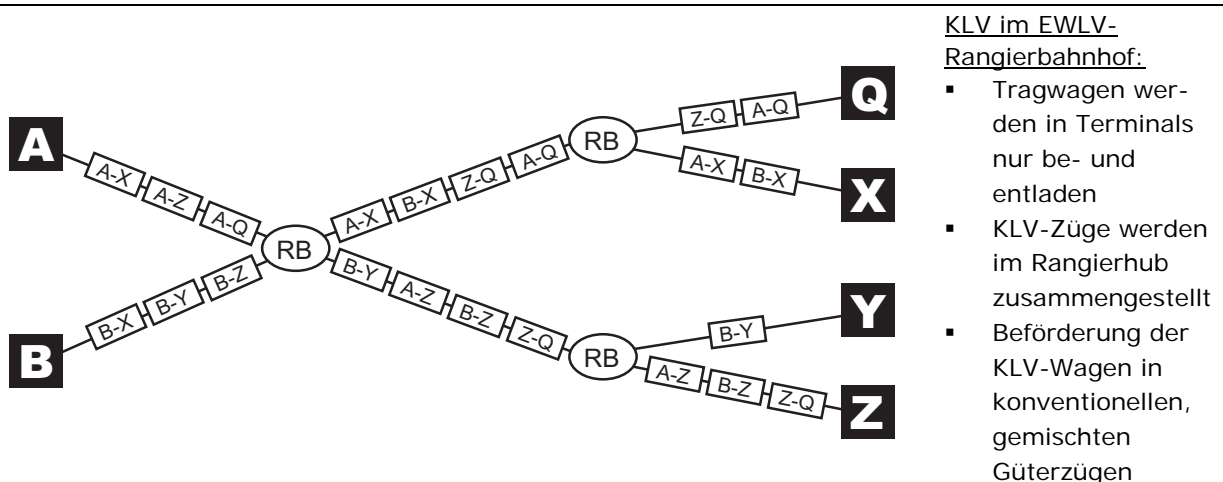 KLV im EWLV-
Rangierbahnhof:
▪ Tragwagen wer-
den in Terminals
nur be- und
entladen
▪ KLV-Züge werden
im Rangierhub
zusammengestellt
▪ Beförderung der
KLV-Wagen in
konventionellen,
gemischten
Güterzügen
A
A-X A-Z A-Q
B
B-X B-Y B-Z
RB
A-X B-X Z-Q A-Q
RB
Z-Q A-Q
Q
A-X B-X
X
B-Y A-Z B-Z Z-Q
RB
B-Y
Y
A-Z B-Z Z-Q
Z